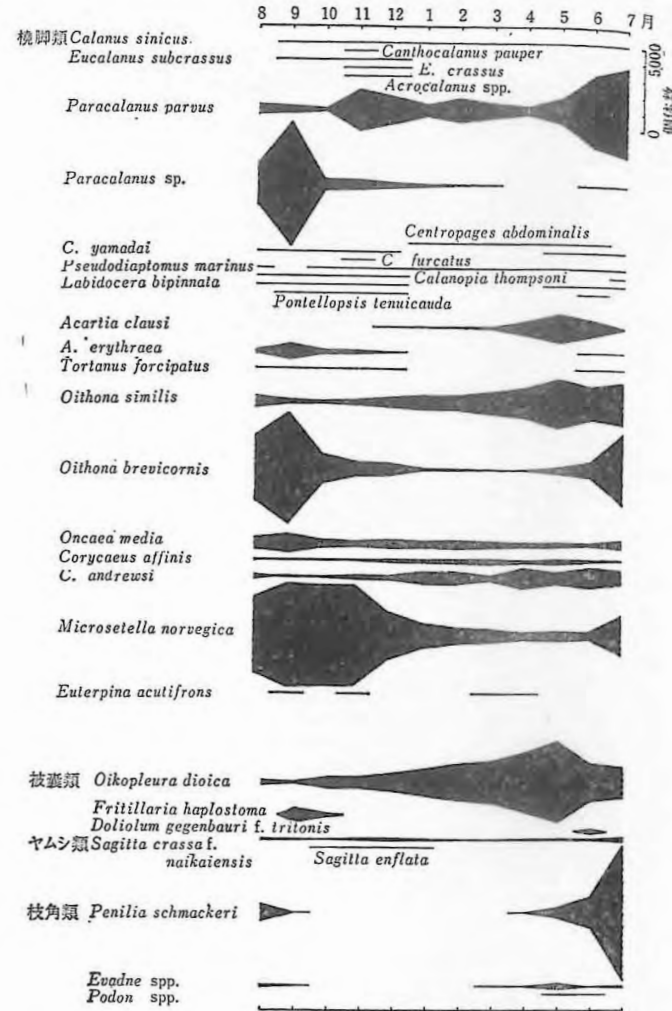 8 9 10 11 12 1 2 3 4 5 6 7月
橈脚類 Calanus sinicus
Canthocalanus pauper
Eucalanus subcrassus
E. crassus
Acrocalanus spp.
5,000
0
Paracalanus parvus
Paracalanus sp.
Centropages abdominalis
C. yamadai
C furcatus
Pseudodiaptomus marinus
Calanopia thompsoni
Labidocera bipinnata
Pontellopsis tenuicauda
Acartia clausi
A. erythraea
Tortanus forcipatus
Oithona similis
Oithona brevicornis
Oncaea media
Corycaeus affinis
C. andrewsi
Microsetella norvegica
Euterpina acutifrons
被嚢類 Oikopleura dioica
Fritillaria haplostoma
Doliolum gegenbauri f. tritonis
ヤムシ類 Sagitta crassa f.
naikaiensis
Sagitta enflata
枝角類 Penilia schmackeri
Evadne spp.
Podon spp.